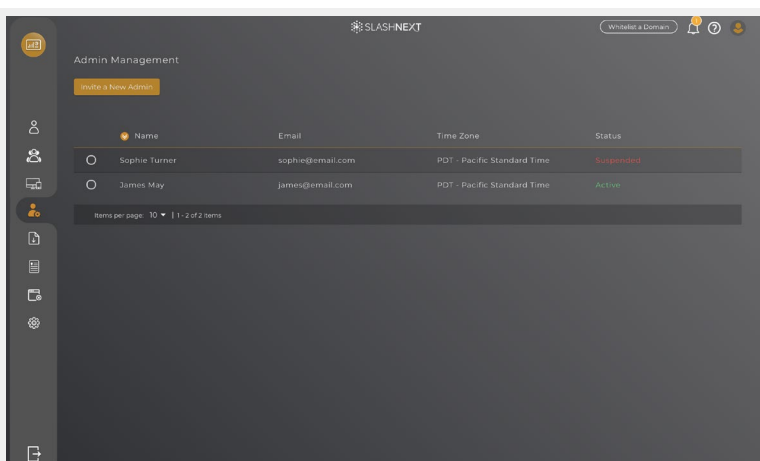 SLASHNEXT
Whitelist a Domain
1
Admin Management
Invite a New Admin
Name Email Time Zone Status
Sophie Turner sophie@email.com PDT - Pacific Standard Time Suspended
James May james@email.com PDT - Pacific Standard Time Active
Items per page: 10 | 1 - 2 of 2 items